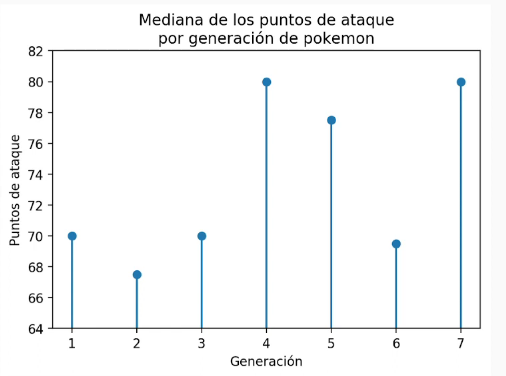 Mediana de los puntos de ataque
por generación de pokemon
Puntos de ataque
82
80
78
76
74
72
70
68
66
64
1 2 3 4 5 6 7
Generación